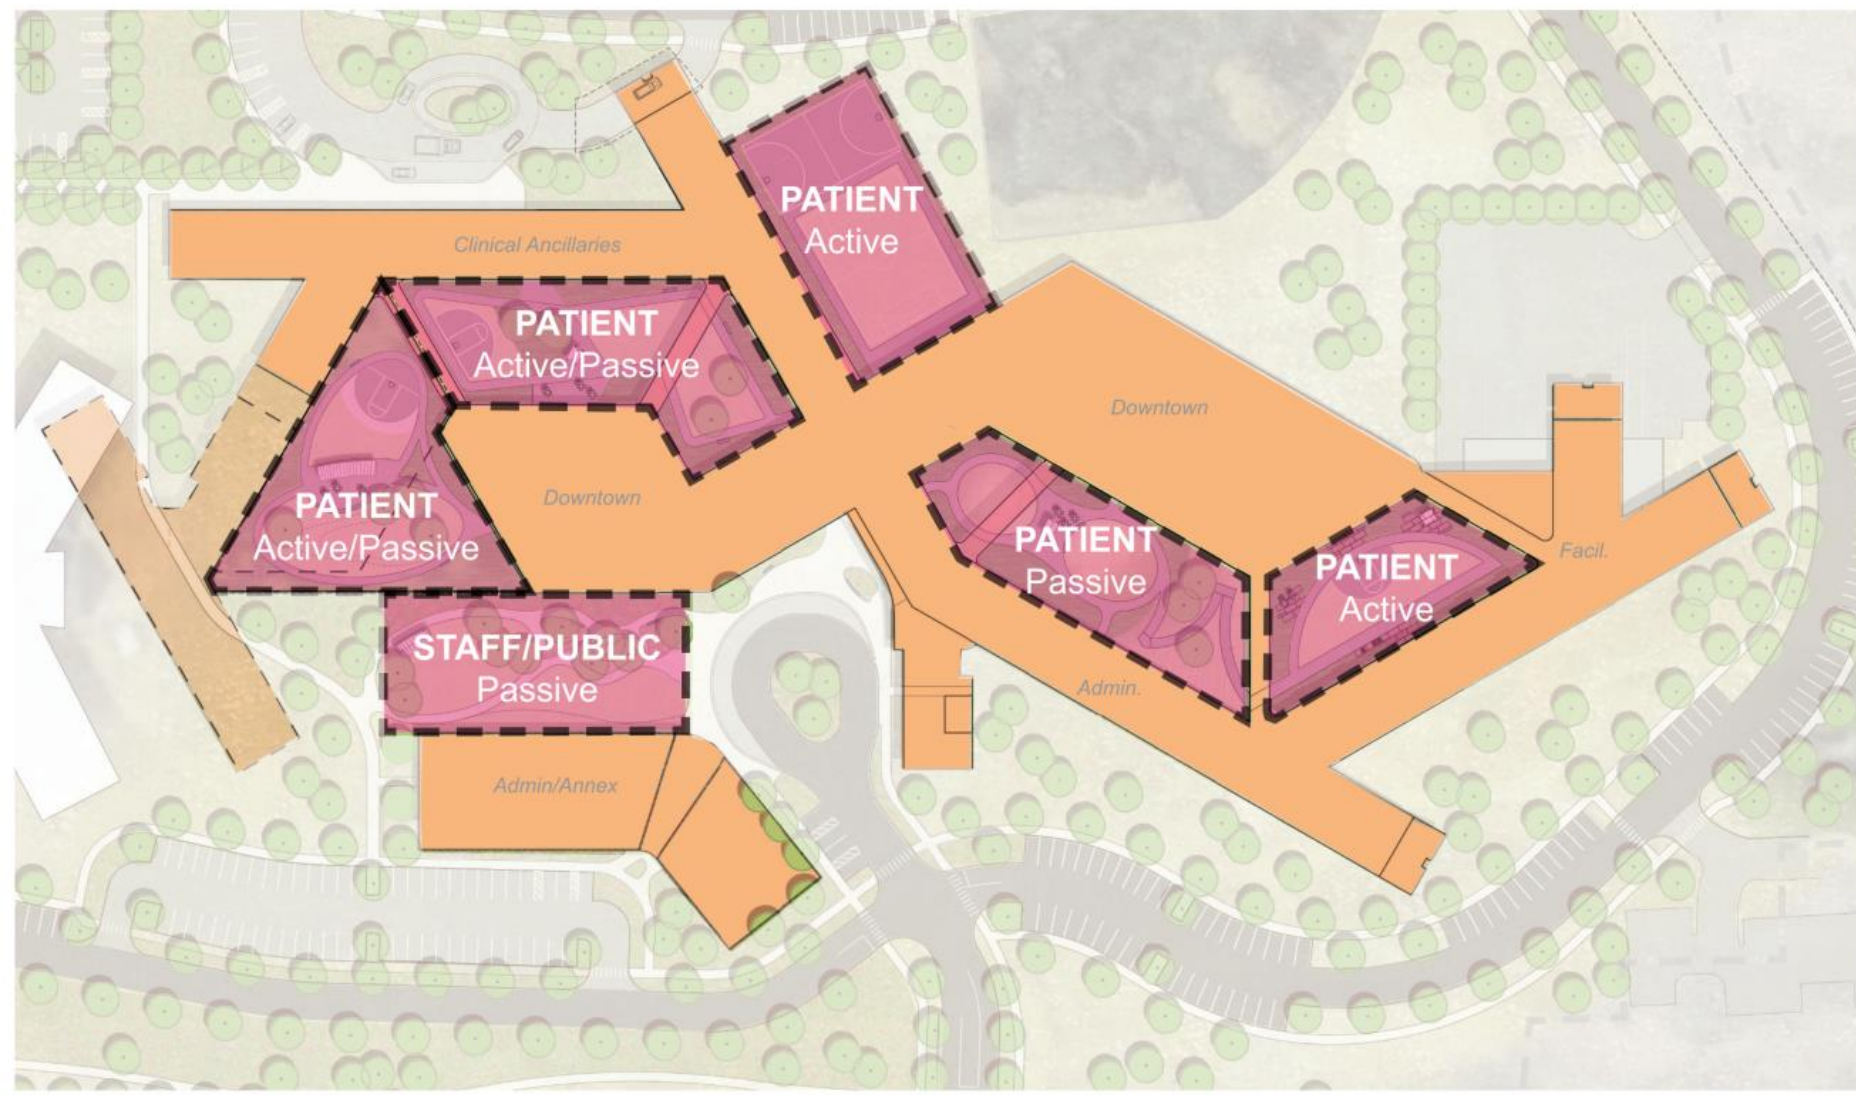 PATIENT
Active
Clinical Ancillaries
PATIENT
Active/Passive
Downtown
Downtown
PATIENT
Active/Passive
PATIENT
Passive
PATIENT
Active
Facil.
STAFF/PUBLIC
Passive
Admin.
Admin/Annex